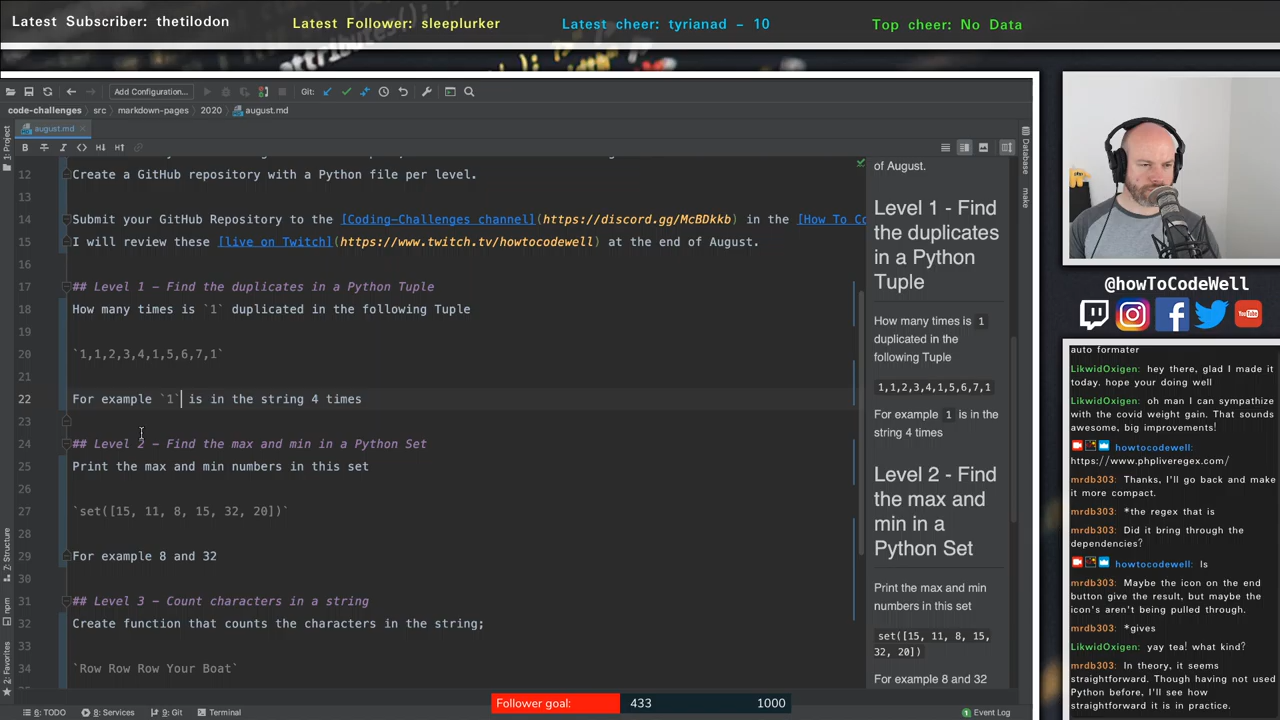 Latest Subscriber: thetilodon
Latest Follower: sleeplurker
Latest cheer: tyrianad - 10
Top cheer: No Data
Add Configuration...
Git:
code-challenges
src
markdown-pages
2020
august.md
august.md
12 Create a GitHub repository with a Python file per level.
13
14 Submit your GitHub Repository to the [Coding-Challenges channel](https://discord.gg/McBDkkb) in the [How To Co
15 I will review these [live on Twitch](https://www.twitch.tv/howtocodewell) at the end of August.
16
17 ## Level 1 - Find the duplicates in a Python Tuple
18 How many times is `1` duplicated in the following Tuple
19
20 `1,1,2,3,4,1,5,6,7,1`
21
22 For example `1` is in the string 4 times
23
24 ## Level 2 - Find the max and min in a Python Set
25 Print the max and min numbers in this set
26
27 `set([15, 11, 8, 15, 32, 20])`
28
29 For example 8 and 32
30
31 ## Level 3 - Count characters in a string
32 Create function that counts the characters in the string;
33
34 `Row Row Row Your Boat`
of August.
Level 1 - Find
the duplicates
in a Python
Tuple
How many times is 1
duplicated in the
following Tuple
1,1,2,3,4,1,5,6,7,1
For example 1 is in the
string 4 times
Level 2 - Find
the max and
min in a
Python Set
Print the max and min
numbers in this set
set([15, 11, 8, 15,
32, 20])
For example 8 and 32
1: Project
7: Structure
npm
2: Favorites
Database
make
6: TODO
8: Services
9: Git
Terminal
1 Event Log
Follower goal:
433
1000
@howToCodeWell
You Tube
auto formater
LikwidOxigen: hey there, glad I made it
today. hope your doing well
LikwidOxigen: oh man I can sympathize
with the covid weight gain. That sounds
awesome, big improvements!
howtocodewell:
https://www.phpliveregex.com/
mrdb303: Thanks, I'll go back and make
it more compact.
mrdb303: *the regex that is
mrdb303: Did it bring through the
dependencies?
howtocodewell: ls
mrdb303: Maybe the icon on the end
button give the result, but maybe the
icon's aren't being pulled through.
mrdb303: *gives
LikwidOxigen: yay tea! what kind?
mrdb303: In theory, it seems
straightforward. Though having not used
Python before, I'll see how
straightforward it is in practice.